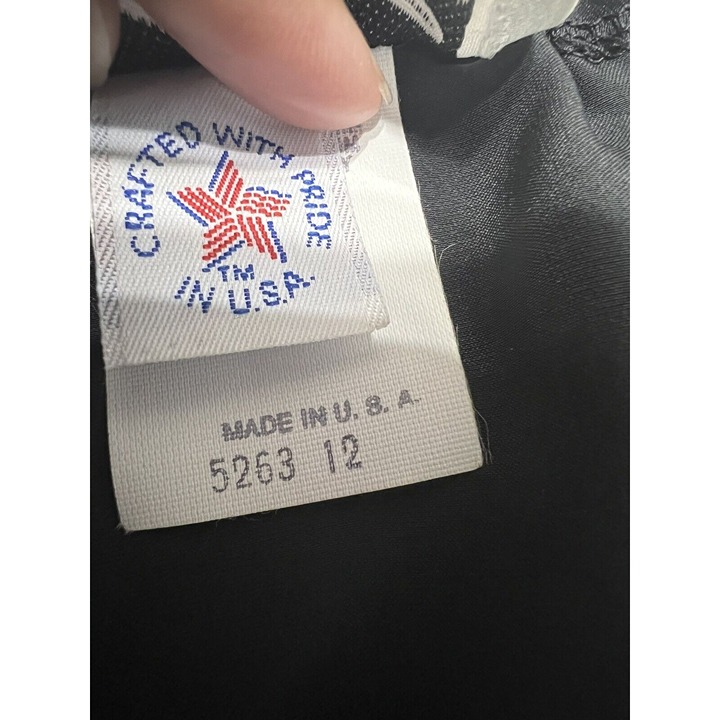 CRAFTED WITH PRIDE
TM
IN U.S.A.
MADE IN U. S. A.
5263 12